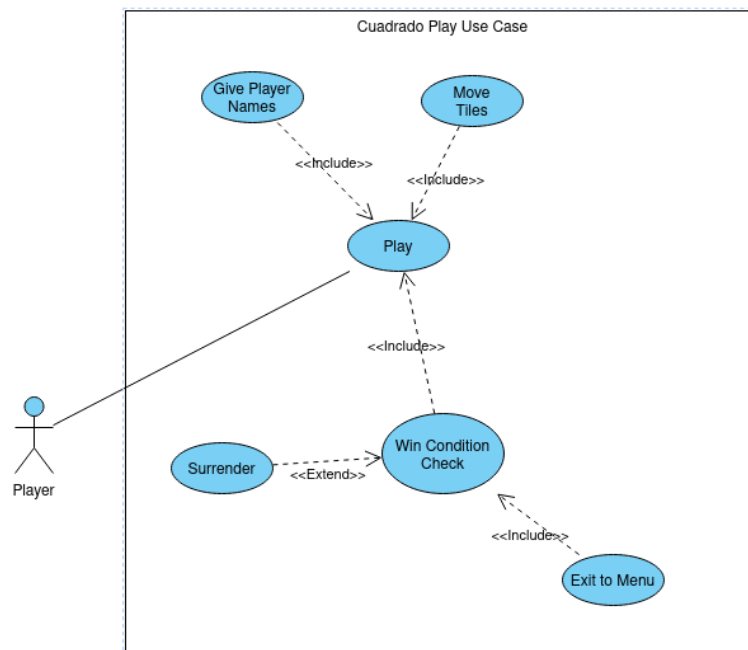 Cuadrado Play Use Case
Give Player
Names
Move
Tiles
<<Include>>
<<Include>>
Play
<<Include>>
Player
Surrender
<<Extend>>
Win Condition
Check
<<Include>>
Exit to Menu